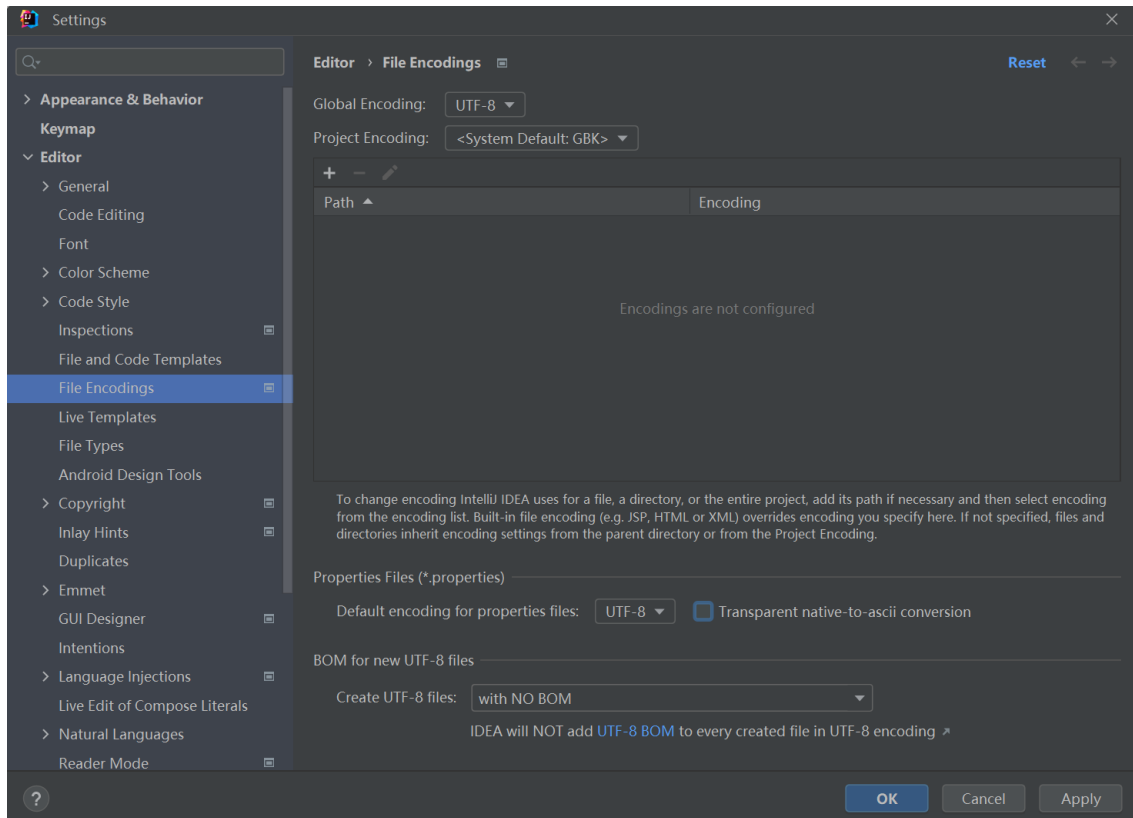 Settings
Editor › File Encodings
Reset
Appearance & Behavior
Keymap
Editor
General
Code Editing
Font
Color Scheme
Code Style
Inspections
File and Code Templates
File Encodings
Live Templates
File Types
Android Design Tools
Copyright
Inlay Hints
Duplicates
Emmet
GUI Designer
Intentions
Language Injections
Live Edit of Compose Literals
Natural Languages
Reader Mode
Global Encoding: UTF-8
Project Encoding: <System Default: GBK>
Path Encoding
Encodings are not configured
To change encoding IntelliJ IDEA uses for a file, a directory, or the entire project, add its path if necessary and then select encoding
from the encoding list. Built-in file encoding (e.g. JSP, HTML or XML) overrides encoding you specify here. If not specified, files and
directories inherit encoding settings from the parent directory or from the Project Encoding.
Properties Files (*.properties)
Default encoding for properties files: UTF-8 Transparent native-to-ascii conversion
BOM for new UTF-8 files
Create UTF-8 files: with NO BOM
IDEA will NOT add UTF-8 BOM to every created file in UTF-8 encoding ↗
?
OK Cancel Apply